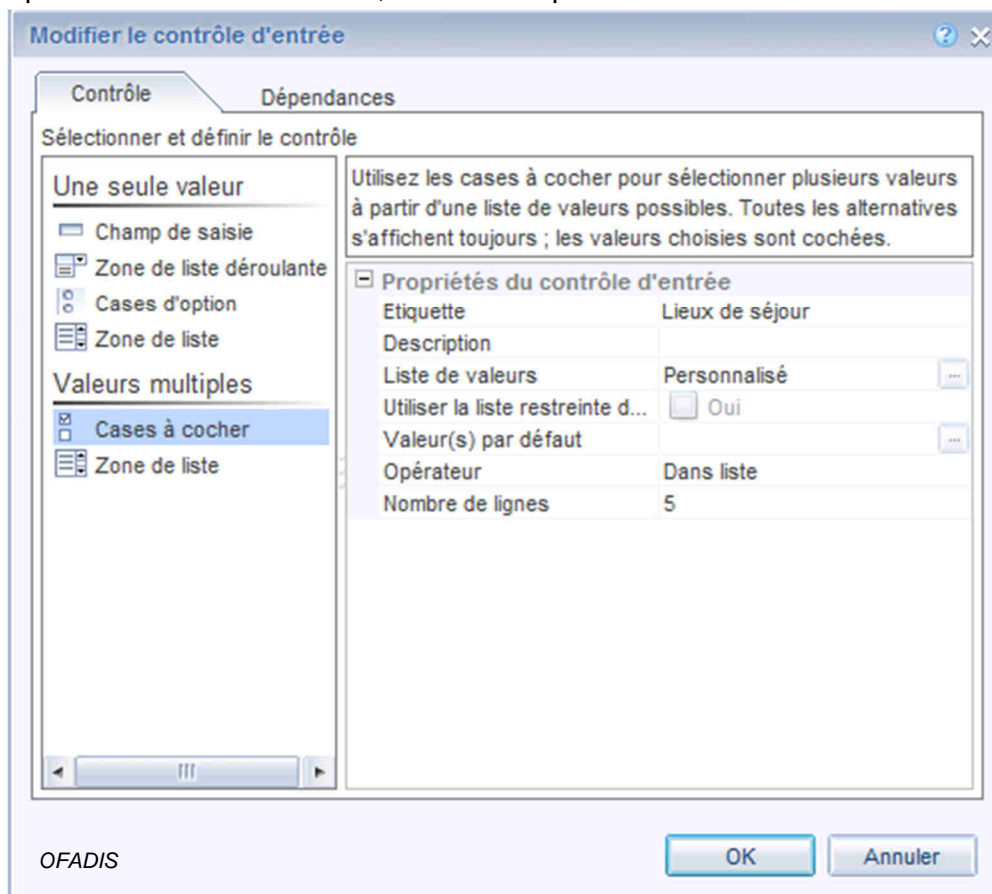 Modifier le contrôle d'entrée
Contrôle
Dépendances
Sélectionner et définir le contrôle
Une seule valeur
Champ de saisie
Zone de liste déroulante
Cases d'option
Zone de liste
Valeurs multiples
Cases à cocher
Zone de liste
Utilisez les cases à cocher pour sélectionner plusieurs valeurs
à partir d'une liste de valeurs possibles. Toutes les alternatives
s'affichent toujours ; les valeurs choisies sont cochées.
Propriétés du contrôle d'entrée
Etiquette Lieux de séjour
Description
Liste de valeurs Personnalisé ...
Utiliser la liste restreinte d... Oui
Valeur(s) par défaut ...
Opérateur Dans liste
Nombre de lignes 5
OFADIS
OK
Annuler